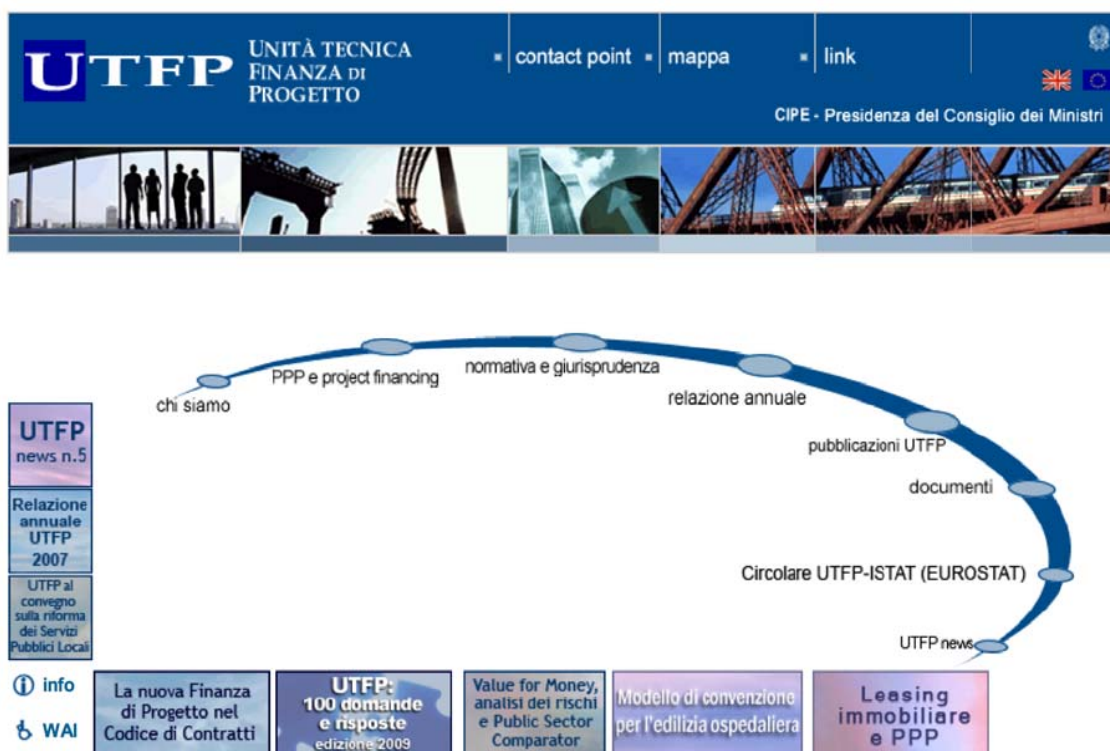 UTFP
UNITÀ TECNICA
FINANZA DI
PROGETTO
contact point
mappa
link
CIPE - Presidenza del Consiglio dei Ministri
chi siamo
PPP e project financing
normativa e giurisprudenza
relazione annuale
pubblicazioni UTFP
documenti
Circolare UTFP-ISTAT (EUROSTAT)
UTFP news
UTFP
news n.5
Relazione
annuale
UTFP
2007
UTFP al
convegno
sulla riforma
dei Servizi
Pubblici Locali
info
WAI
La nuova Finanza
di Progetto nel
Codice di Contratti
UTFP:
100 domande
e risposte
edizione 2009
Value for Money,
analisi dei rischi
e Public Sector
Comparator
Modello di convenzione
per l'edilizia ospedaliera
Leasing
immobiliare
e PPP